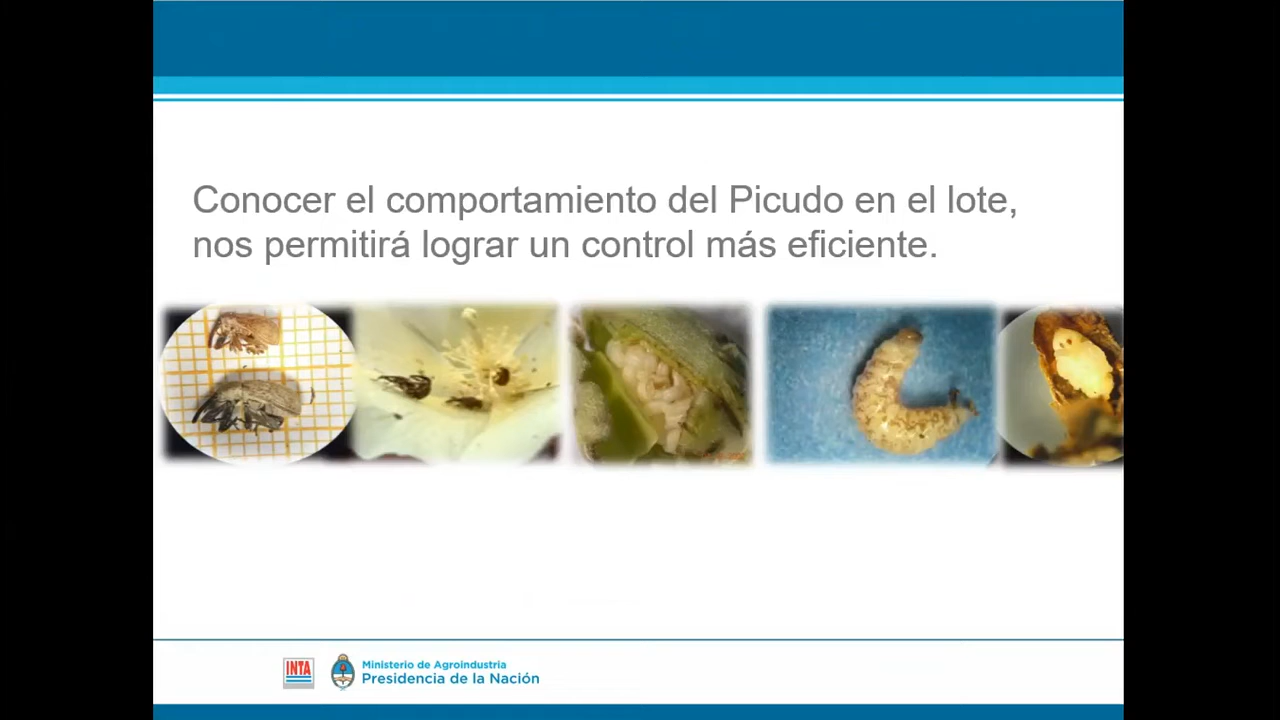 Conocer el comportamiento del Picudo en el lote,
nos permitirá lograr un control más eficiente.
INTA
Ministerio de Agroindustria
Presidencia de la Nación